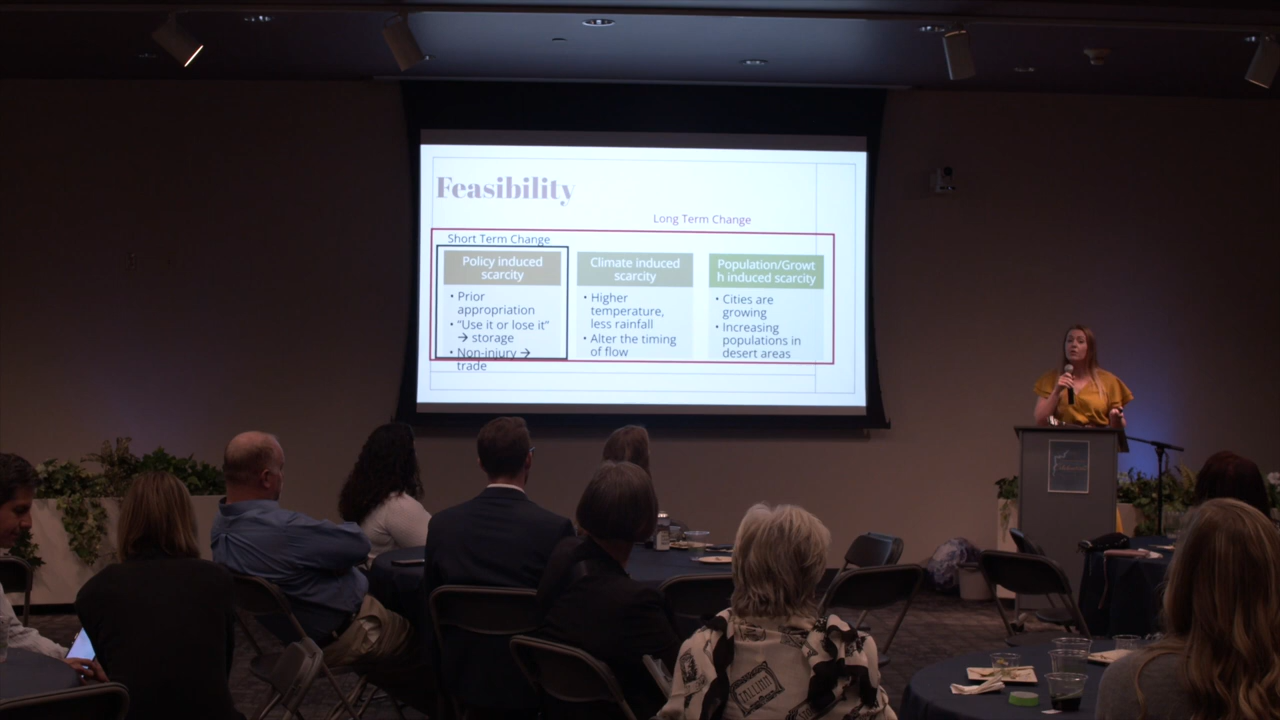 Feasibility
Long Term Change
Short Term Change
Policy induced
scarcity
• Prior
appropriation
• "Use it or lose it"
→ storage
• Non-injury →
trade
Climate induced
scarcity
• Higher
temperature,
less rainfall
• Alter the timing
of flow
Population/Growt
h induced scarcity
• Cities are
growing
• Increasing
populations in
desert areas
TALLINN